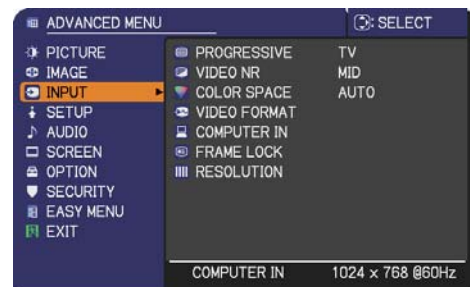 ADVANCED MENU : SELECT
PICTURE
IMAGE
INPUT
SETUP
AUDIO
SCREEN
OPTION
SECURITY
EASY MENU
EXIT
PROGRESSIVE TV
VIDEO NR MID
COLOR SPACE AUTO
VIDEO FORMAT
COMPUTER IN
FRAME LOCK
RESOLUTION
COMPUTER IN 1024 x 768 @60Hz